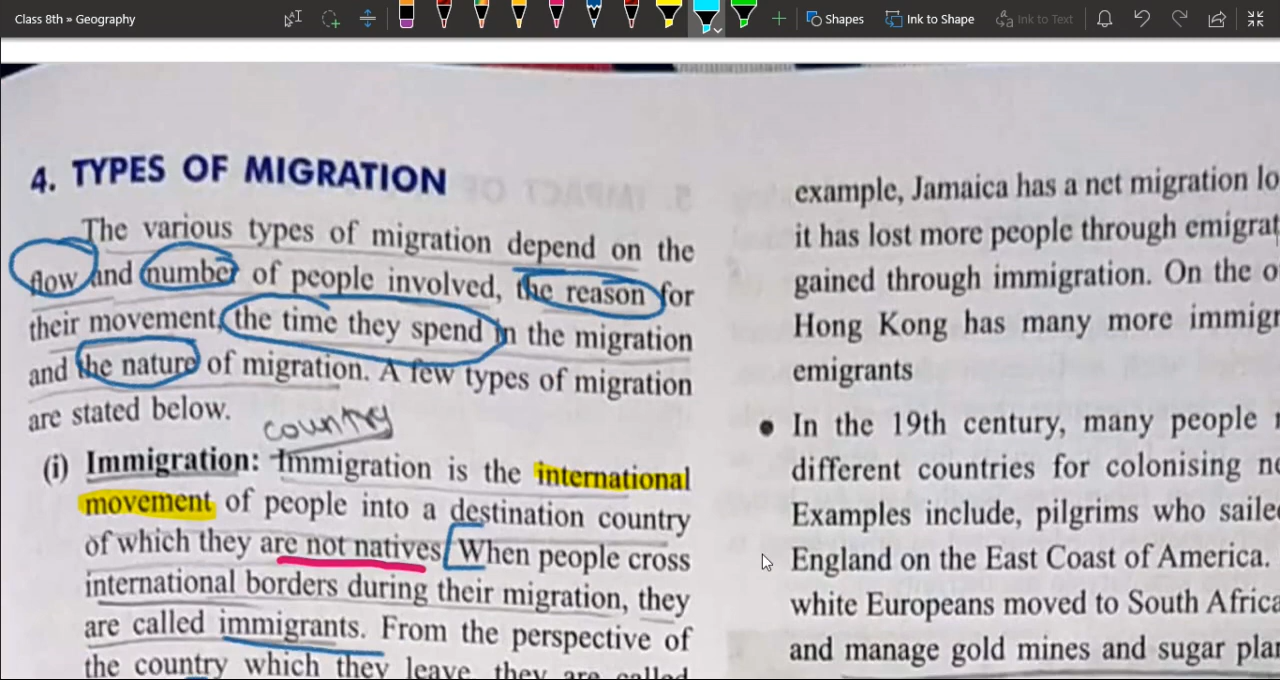 Class 8th » Geography
Shapes
Ink to Shape
Ink to Text
4. TYPES OF MIGRATION
The various types of migration depend on the
flow and number of people involved, the reason for
their movement, the time they spend in the migration
and the nature of migration. A few types of migration
are stated below.
country
(i) Immigration: Immigration is the international
movement of people into a destination country
of which they are not natives. When people cross
international borders during their migration, they
are called immigrants. From the perspective of
the country which they leave, they are called
example, Jamaica has a net migration
it has lost more people through
gained through immigration. On the
Hong Kong has many more
emigrants
• In the 19th century, many people
different countries for colonising
Examples include, pilgrims who
England on the East Coast of America.
white Europeans moved to South
and manage gold mines and sugar